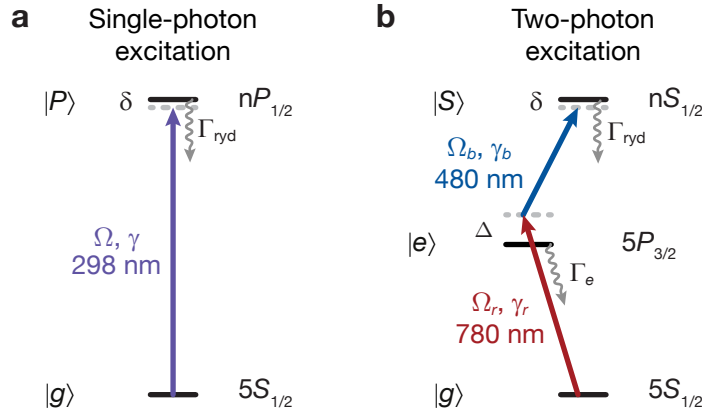 a
Single-photon
excitation
|P⟩
δ
nP1/2
Γryd
Ω, γ
298 nm
|g⟩
5S1/2
b
Two-photon
excitation
|S⟩
δ
nS1/2
Γryd
Ωb, γb
480 nm
|e⟩
Δ
5P3/2
Γe
Ωr, γr
780 nm
|g⟩
5S1/2